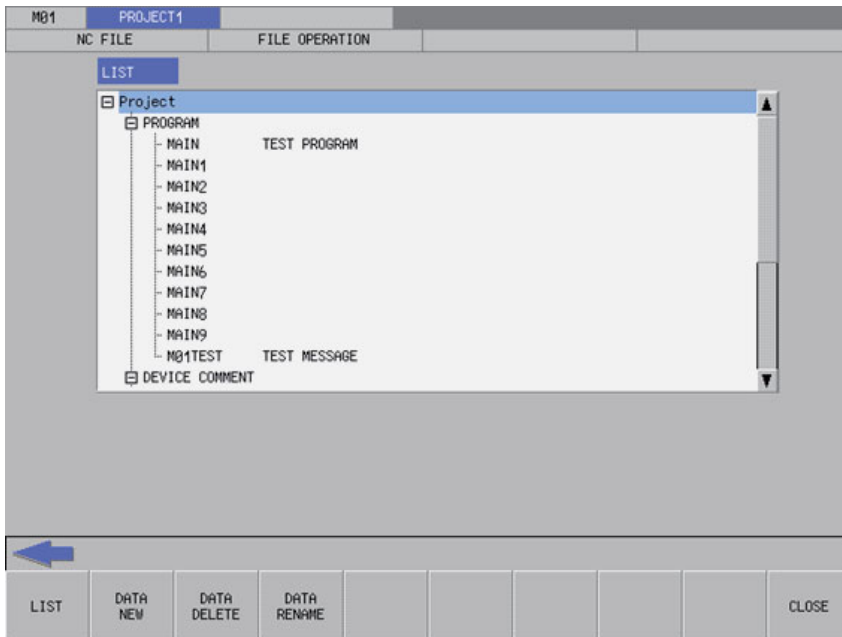 M01 PROJECT1
NC FILE FILE OPERATION
LIST
Project
PROGRAM
MAIN TEST PROGRAM
MAIN1
MAIN2
MAIN3
MAIN4
MAIN5
MAIN6
MAIN7
MAIN8
MAIN9
M01TEST TEST MESSAGE
DEVICE COMMENT
LIST DATA NEW DATA DELETE DATA RENAME CLOSE